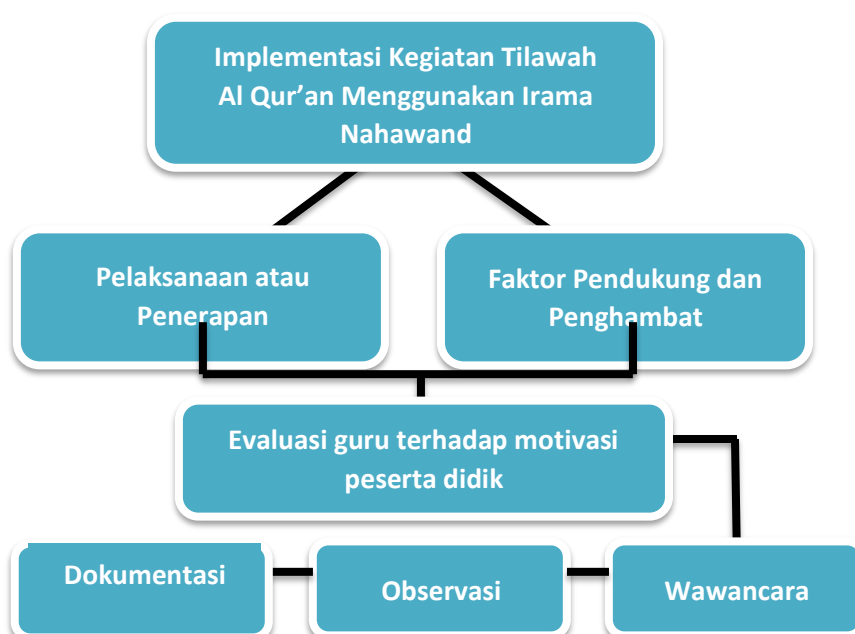 Implementasi Kegiatan Tilawah
Al Qur’an Menggunakan Irama
Nahawand
Pelaksanaan atau
Penerapan
Faktor Pendukung dan
Penghambat
Evaluasi guru terhadap motivasi
peserta didik
Dokumentasi
Observasi
Wawancara